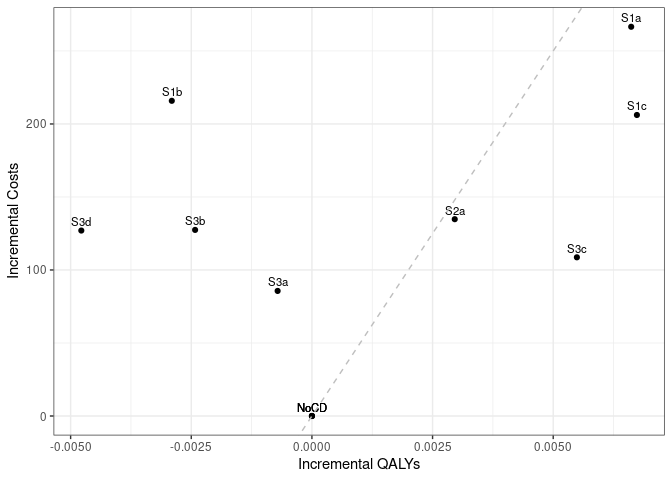 S1a
S1b
S1c
200
S2a
S3d
S3b
S3c
S3a
100
NoCD
0
-0.0050
-0.0025
0.0000
0.0025
0.0050
Incremental QALYs
Incremental Costs